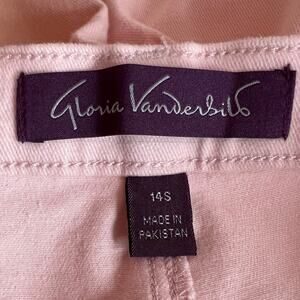 Gloria Vanderbilt
14S
MADE IN
PAKISTAN